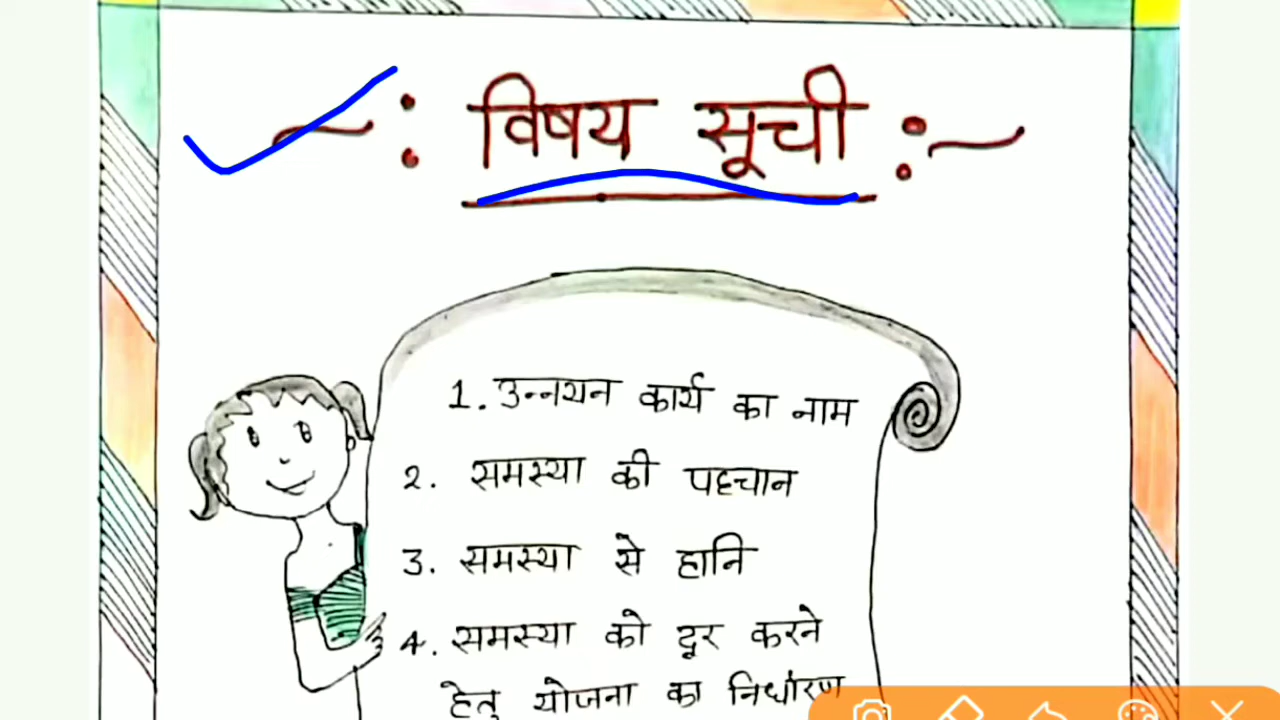 ~: विषय सूची :~
1. उन्नयन कार्य का नाम
2. समस्या की पहचान
3. समस्या से हानि
4. समस्या को दूर करने
हेतु योजना का निर्धारण